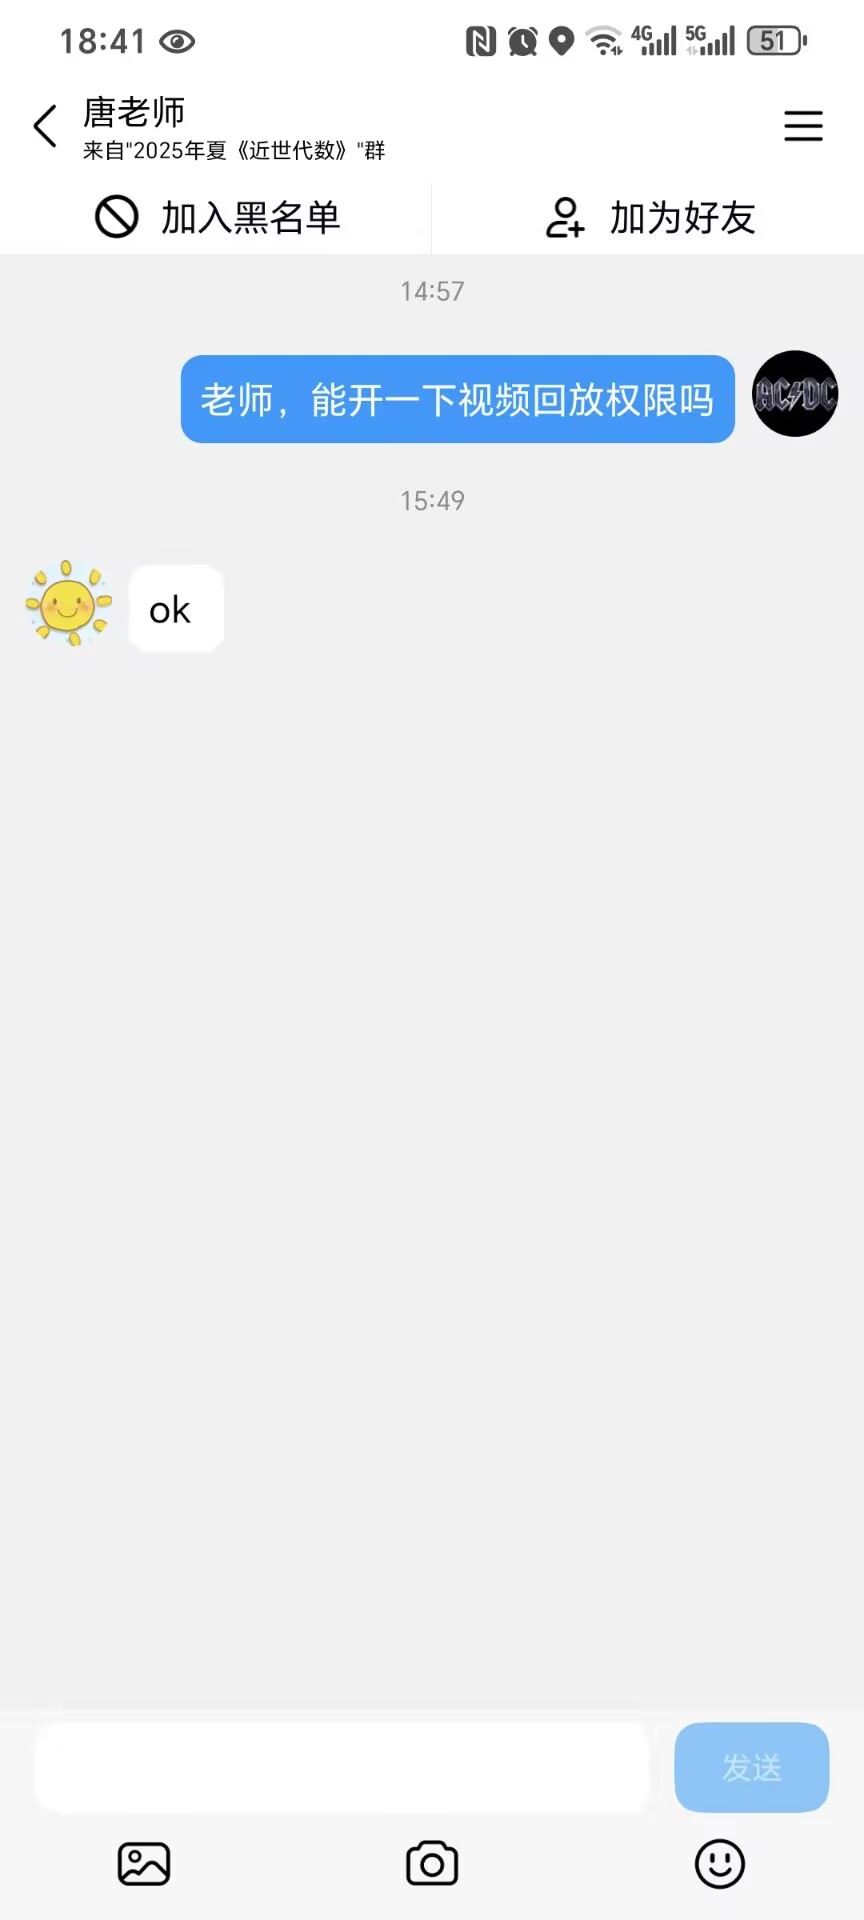 18:41
4G 5G 51
唐老师
来自"2025年夏《近世代数》"群
加入黑名单
加为好友
14:57
老师，能开一下视频回放权限吗
AC/DC
15:49
ok
发送